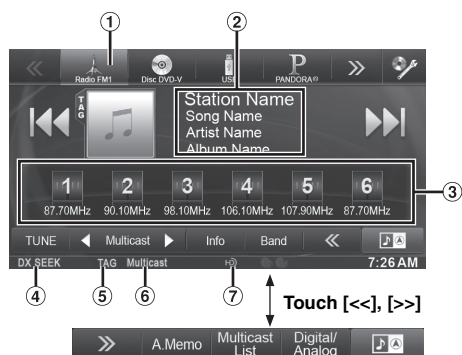 1 2
Radio FM1 Disc DVD-V USB PANDORA®
TAG
Station Name
Song Name
Artist Name
Album Name
1 2 3 4 5 6
87.70MHz 90.10MHz 98.10MHz 106.10MHz 107.90MHz 87.70MHz
3
TUNE Multicast Info Band <<
DX SEEK TAG Multicast HD 7:26 AM
4 5 6 7
Touch [<<], [>>]
>> A.Memo Multicast List Digital/ Analog